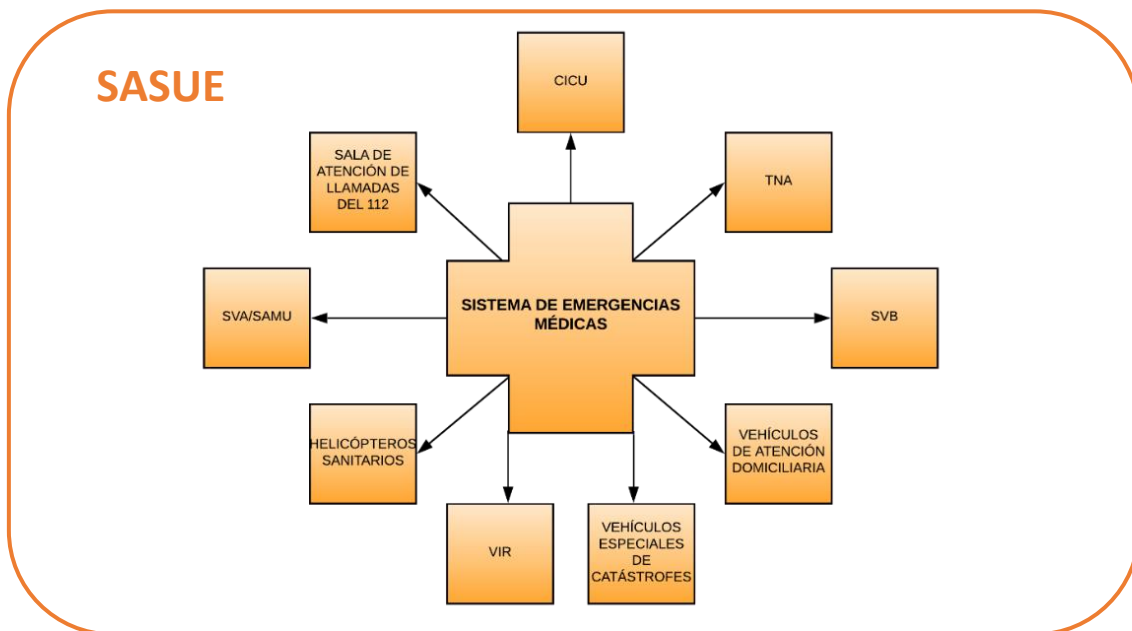 SASUE
CICU
SALA DE
ATENCIÓN DE
LLAMADAS
DEL 112
TNA
SISTEMA DE EMERGENCIAS
MÉDICAS
SVA/SAMU
SVB
HELICÓPTEROS
SANITARIOS
VEHÍCULOS
DE ATENCIÓN
DOMICILIARIA
VIR
VEHÍCULOS
ESPECIALES
DE
CATÁSTROFES